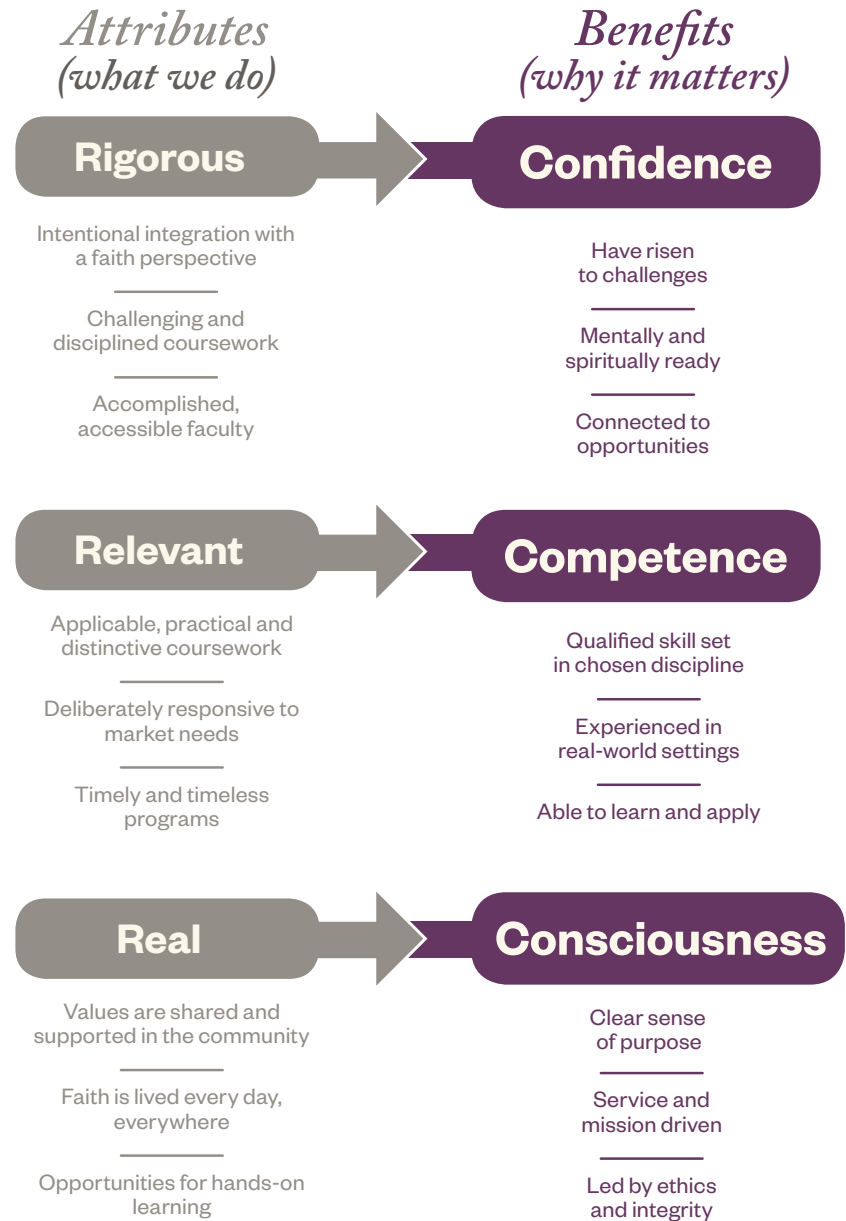 Attributes
(what we do)
Benefits
(why it matters)
Rigorous
Confidence
Intentional integration with
a faith perspective
Challenging and
disciplined coursework
Accomplished,
accessible faculty
Have risen
to challenges
Mentally and
spiritually ready
Connected to
opportunities
Relevant
Competence
Applicable, practical and
distinctive coursework
Deliberately responsive to
market needs
Timely and timeless
programs
Qualified skill set
in chosen discipline
Experienced in
real-world settings
Able to learn and apply
Real
Consciousness
Values are shared and
supported in the community
Faith is lived every day,
everywhere
Opportunities for hands-on
learning
Clear sense
of purpose
Service and
mission driven
Led by ethics
and integrity